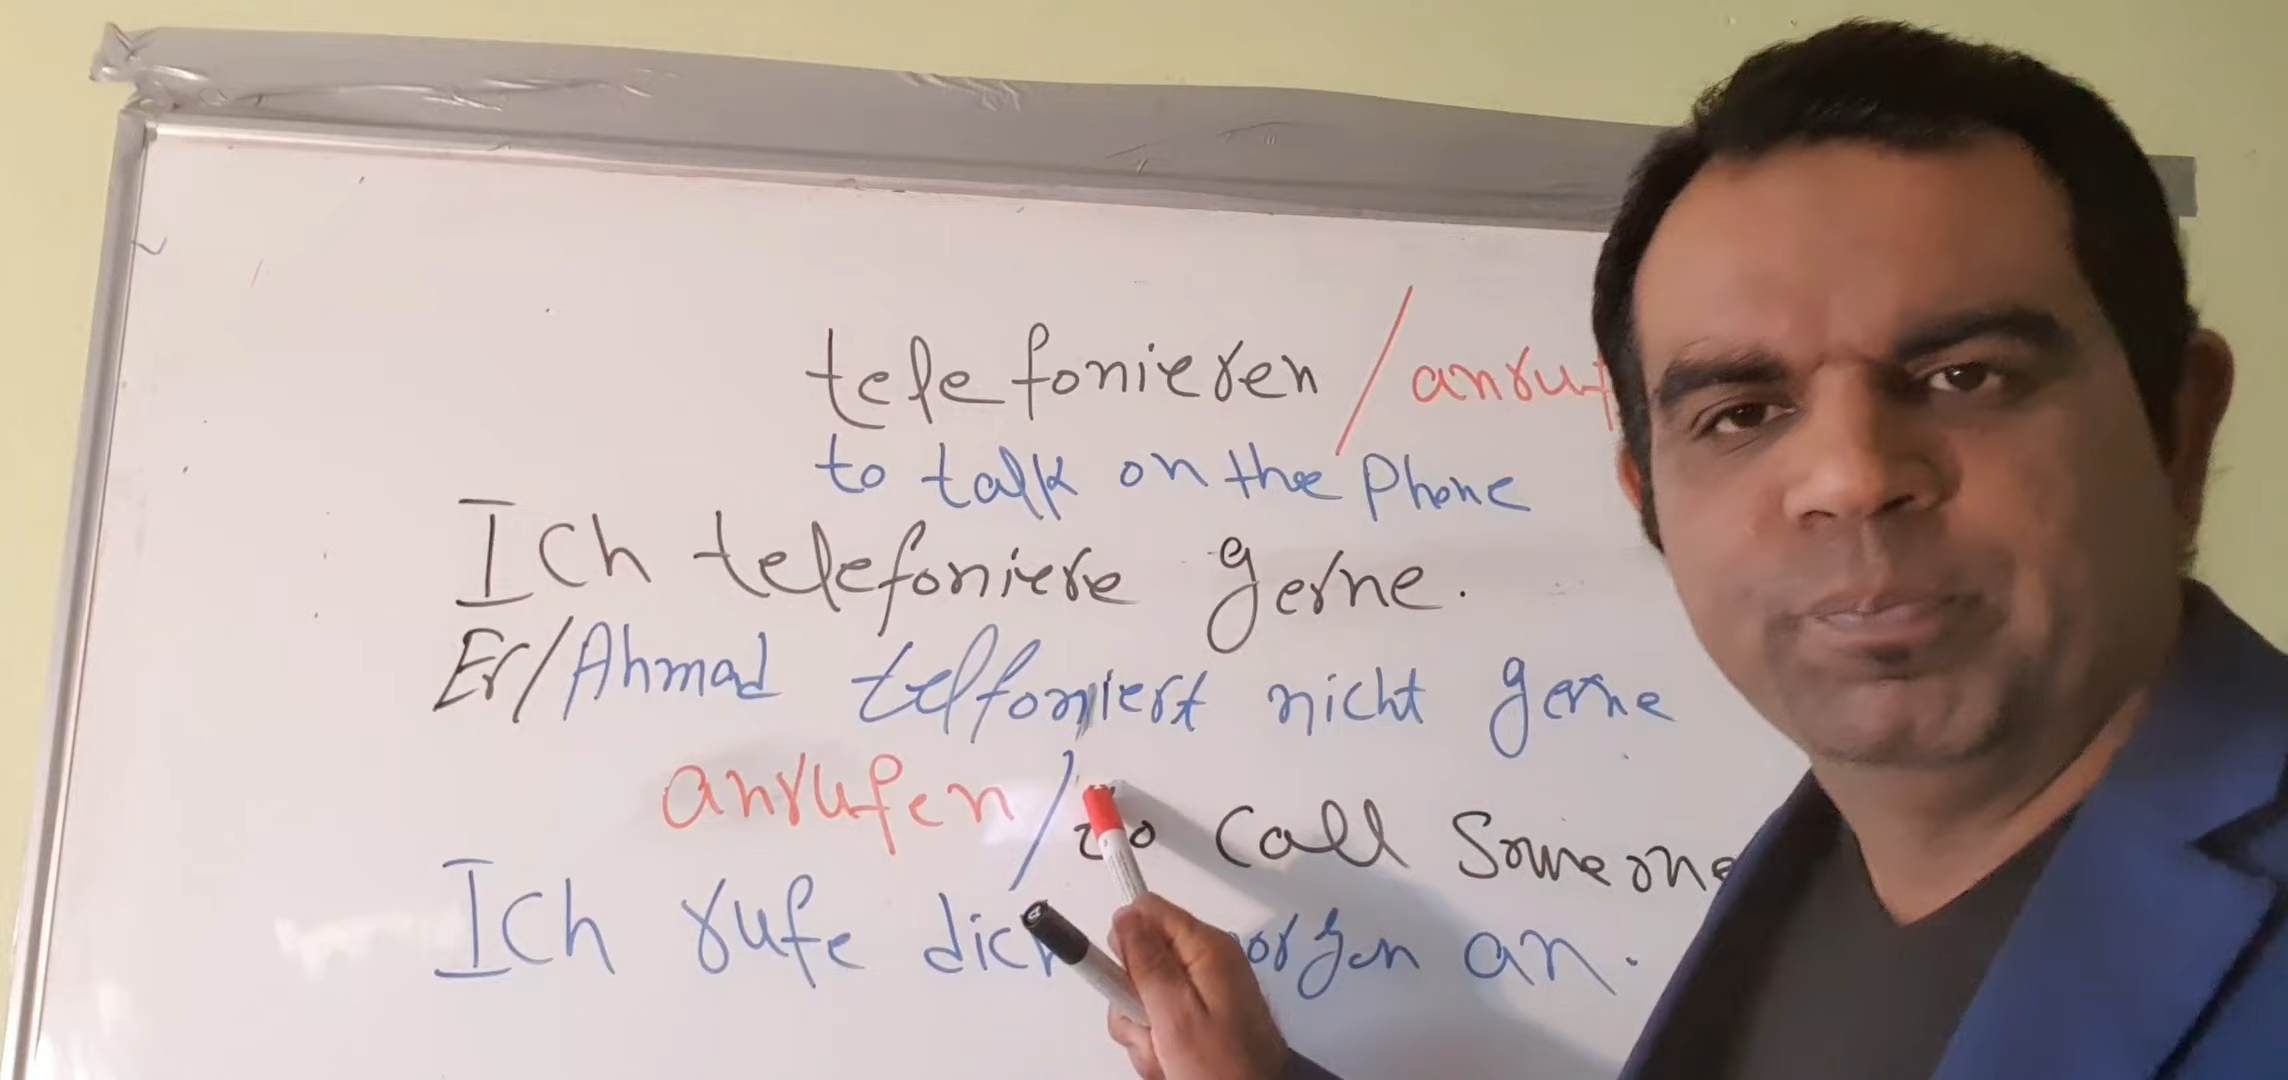 telefonieren / anruf
to talk on the Phone
Ich telefoniere gerne.
Er/Ahmad telfoniert nicht gerne
anrufen / to Call Someone
Ich rufe dich orgen an.